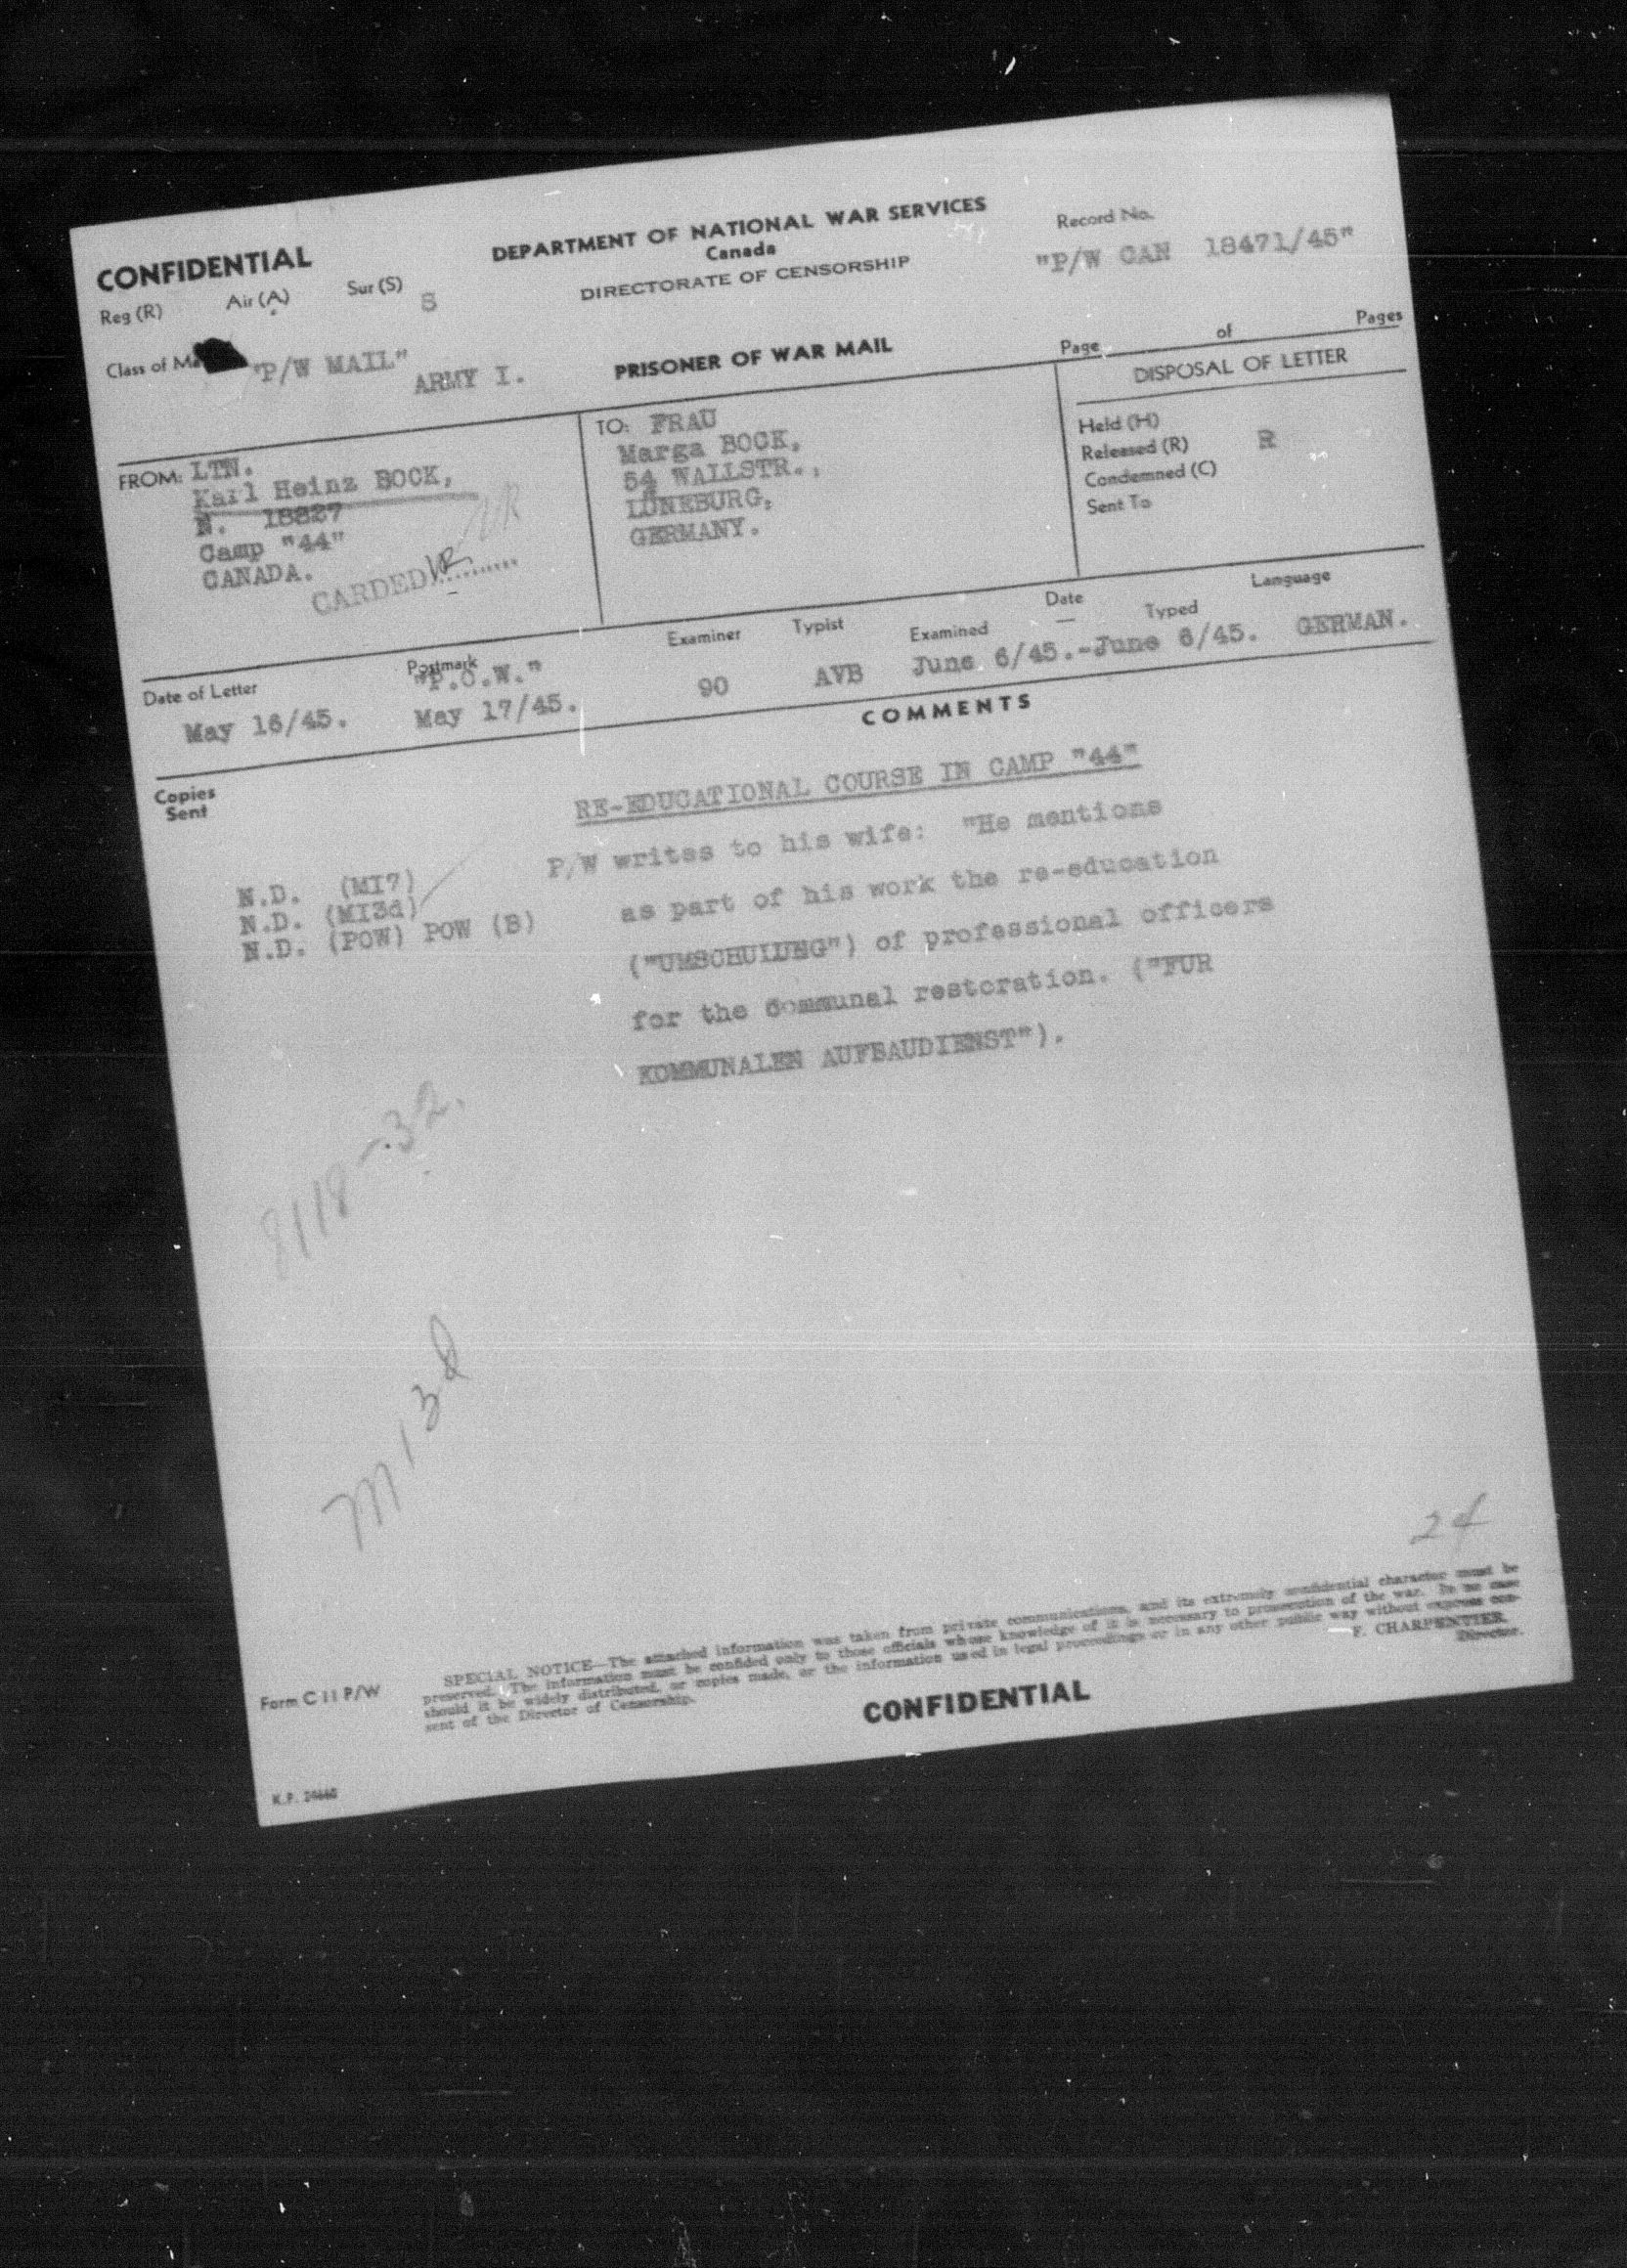 CONFIDENTIAL
DEPARTMENT OF NATIONAL WAR SERVICES
Canada
DIRECTORATE OF CENSORSHIP
Record No.
"P/W CAN 18471/45"
Reg (R) Air (A) Sur (S) S
Class of "P/W MAIL" ARMY I.
PRISONER OF WAR MAIL
Page of Pages
DISPOSAL OF LETTER
Held (H)
Released (R) R
Condemned (C)
Sent To
FROM: LTN.
Karl Heinz BOCK,
N. 18827
Camp "44"
CANADA.
CARDED VR
TO: FRAU
Marga BOCK,
54 WALLSTR.,
LÜNEBURG,
GERMANY.
Date of Letter Postmark Examiner Typist Examined Date Typed Language
"P.O.W."
May 16/45. May 17/45. 90 AVB June 6/45.-June 6/45. GERMAN.
COMMENTS
Copies
Sent
RE-EDUCATIONAL COURSE IN CAMP "44"
N.D. (MI7)
N.D. (MI3d)
N.D. (POW) POW (B)
P/W writes to his wife: "He mentions
as part of his work the re-education
("UMSCHULUNG") of professional officers
for the communal restoration. ("FUR
KOMMUNALEN AUFBAUDIENST").
8118-32.
MI3d
24
SPECIAL NOTICE—The attached information was taken from private communications, and its extremely confidential character must be
preserved. The information must be confided only to those officials whose knowledge of it is necessary to prosecution of the war. In no case
should it be widely distributed, or copies made, or the information used in legal proceedings or in any other public way without express con-
sent of the Director of Censorship.
F. CHARPENTIER,
Director.
Form C 11 P/W
CONFIDENTIAL
K.P.